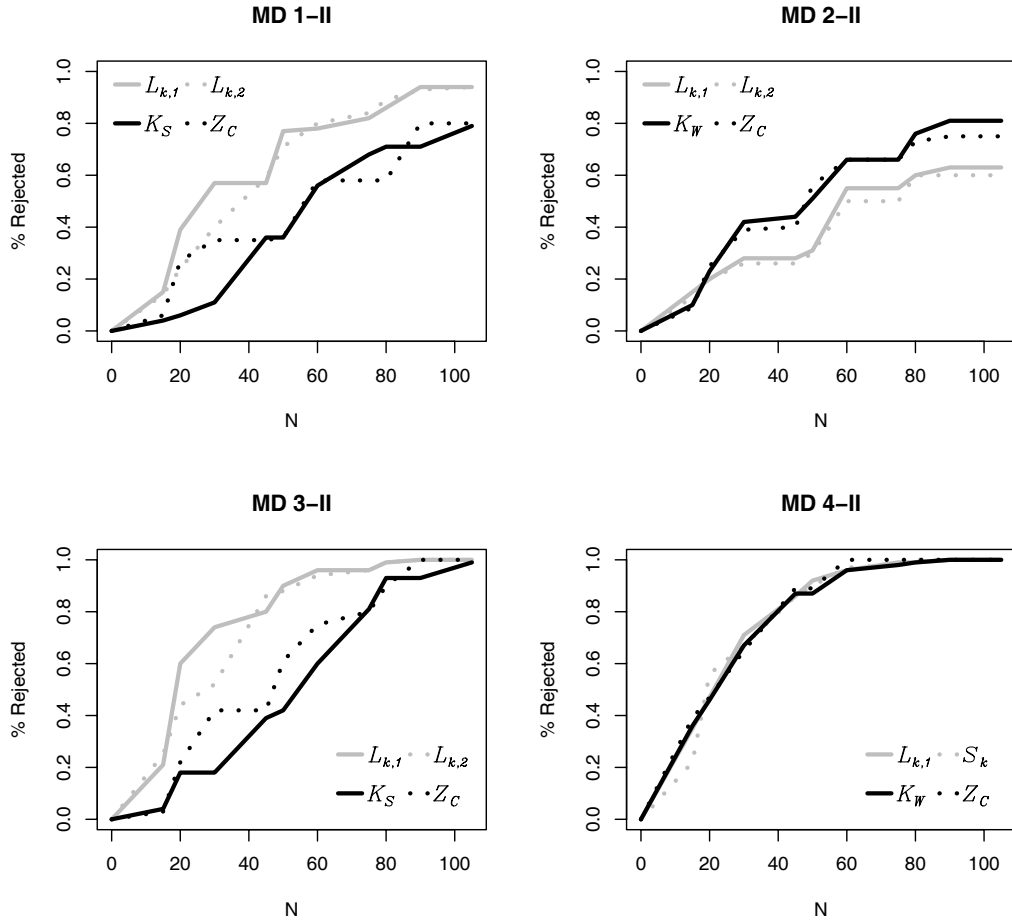 MD 1–II
% Rejected
1.0
0.8
0.6
0.4
0.2
0.0
L_{k,1} L_{k,2}
K_S Z_C
0 20 40 60 80 100
N
MD 2–II
% Rejected
1.0
0.8
0.6
0.4
0.2
0.0
L_{k,1} L_{k,2}
K_W Z_C
0 20 40 60 80 100
N
MD 3–II
% Rejected
1.0
0.8
0.6
0.4
0.2
0.0
L_{k,1} L_{k,2}
K_S Z_C
0 20 40 60 80 100
N
MD 4–II
% Rejected
1.0
0.8
0.6
0.4
0.2
0.0
L_{k,1} S_k
K_W Z_C
0 20 40 60 80 100
N